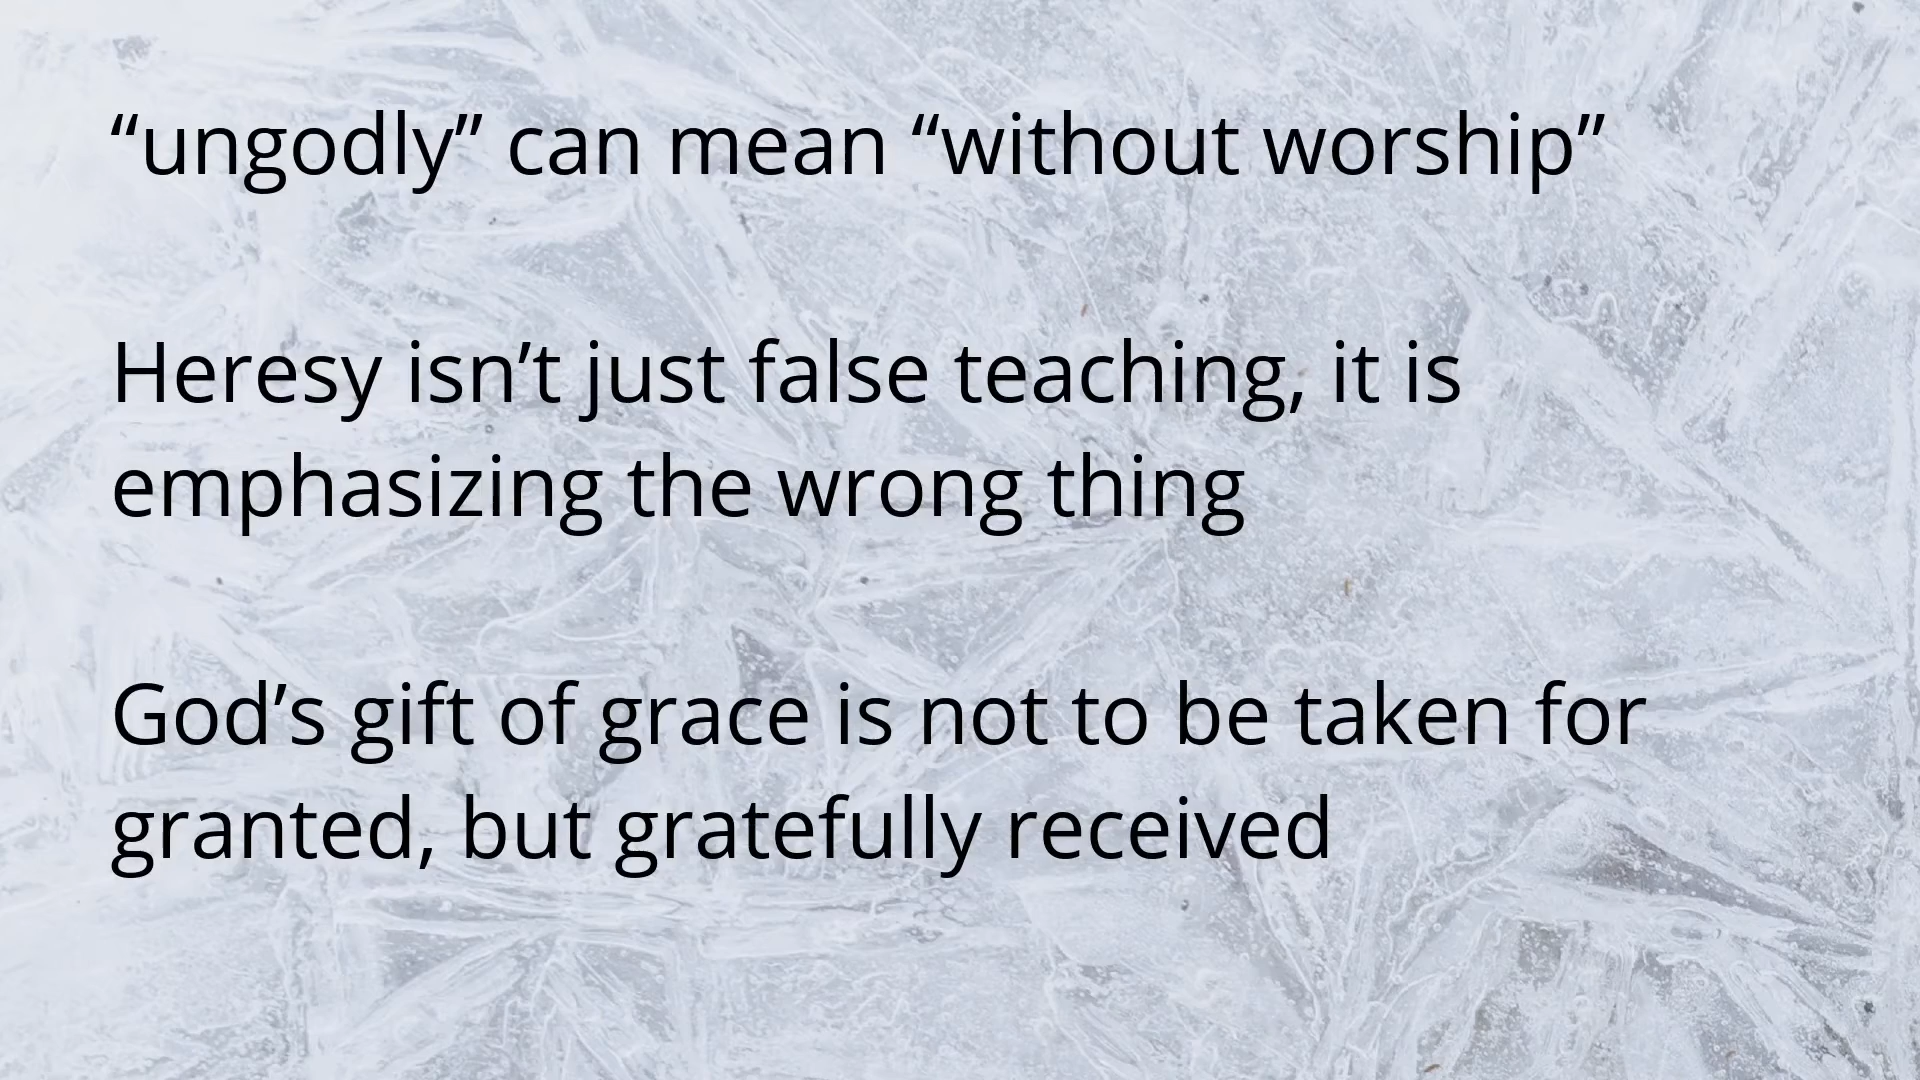 “ungodly” can mean “without worship”
Heresy isn’t just false teaching, it is
emphasizing the wrong thing
God’s gift of grace is not to be taken for
granted, but gratefully received